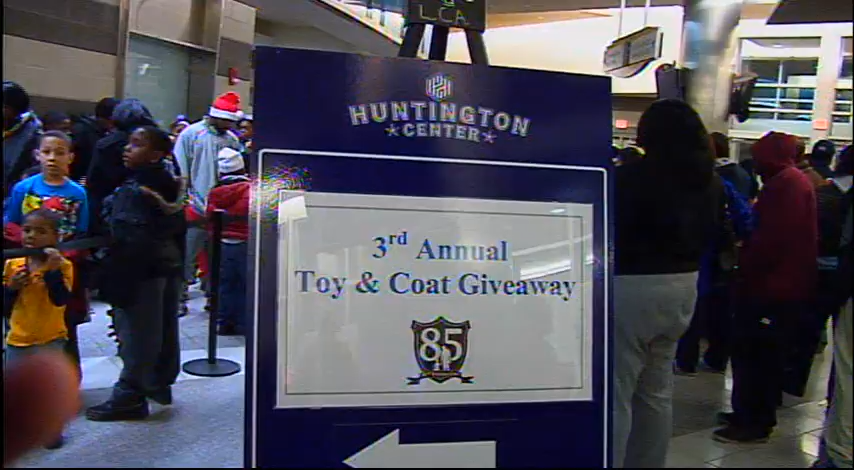 LCA
HUNTINGTON
CENTER
3rd Annual
Toy & Coat Giveaway
85